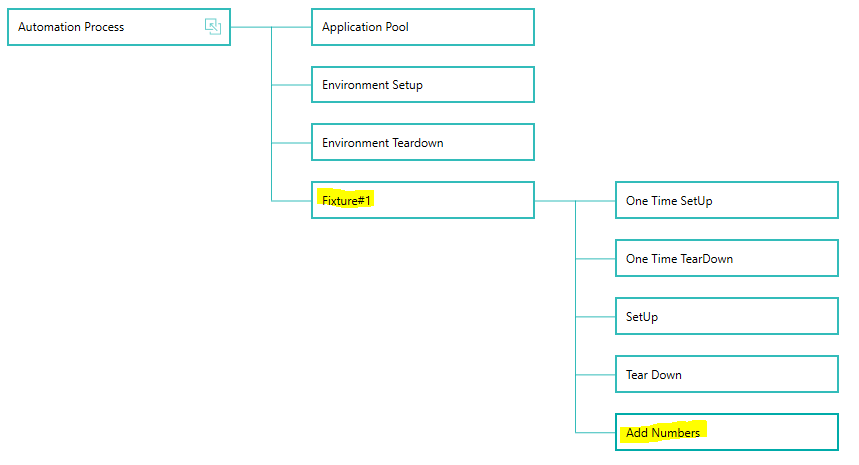 Automation Process
Application Pool
Environment Setup
Environment Teardown
Fixture#1
One Time SetUp
One Time TearDown
SetUp
Tear Down
Add Numbers